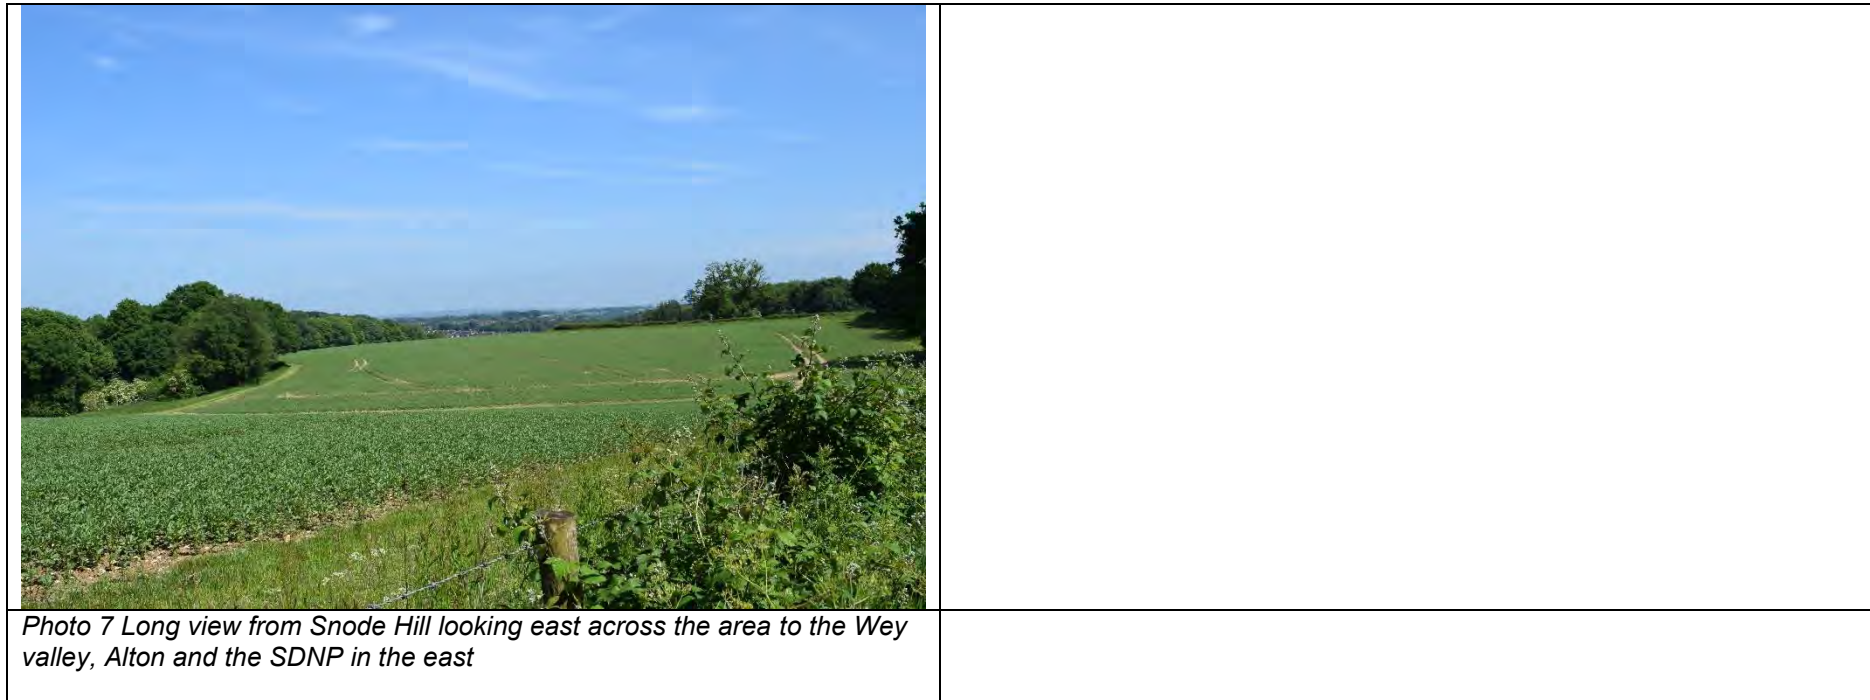 Photo 7 Long view from Snode Hill looking east across the area to the Wey
valley, Alton and the SDNP in the east